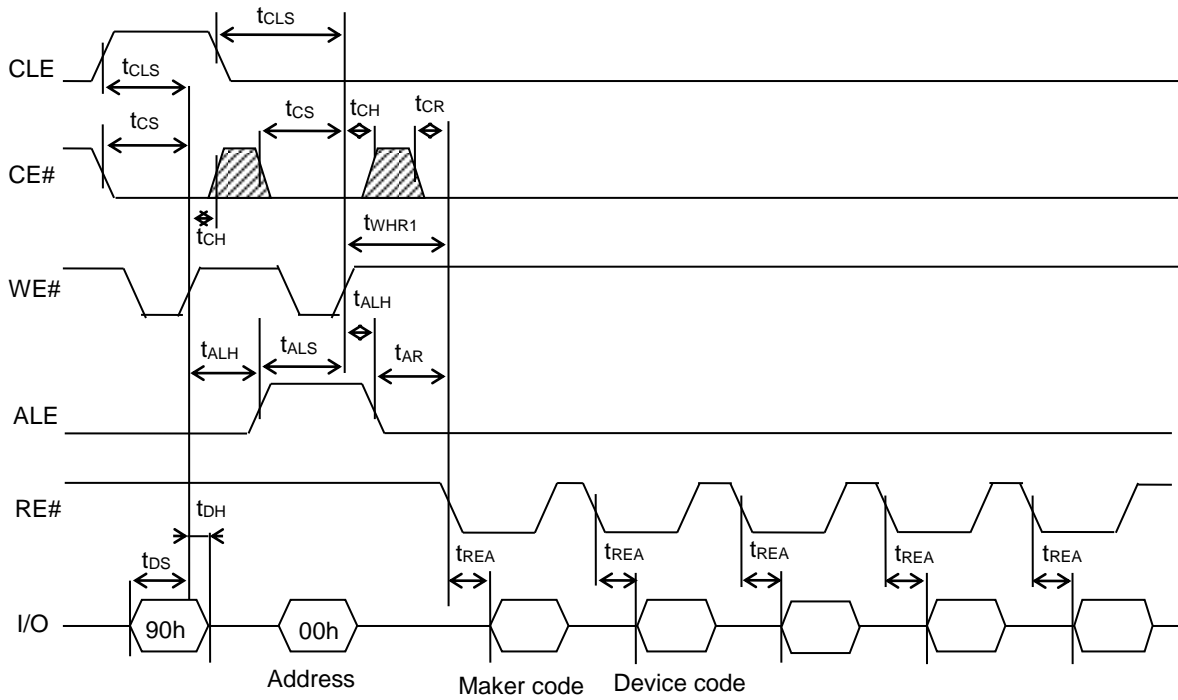 tCLS
CLE
tCLS
tCH
tCR
tCS
tCS
CE#
tCH
tWHR1
WE#
tALH
tALH
tALS
tAR
ALE
RE#
tDH
tDS
tREA
tREA
tREA
tREA
tREA
I/O
90h
00h
Address
Maker code
Device code